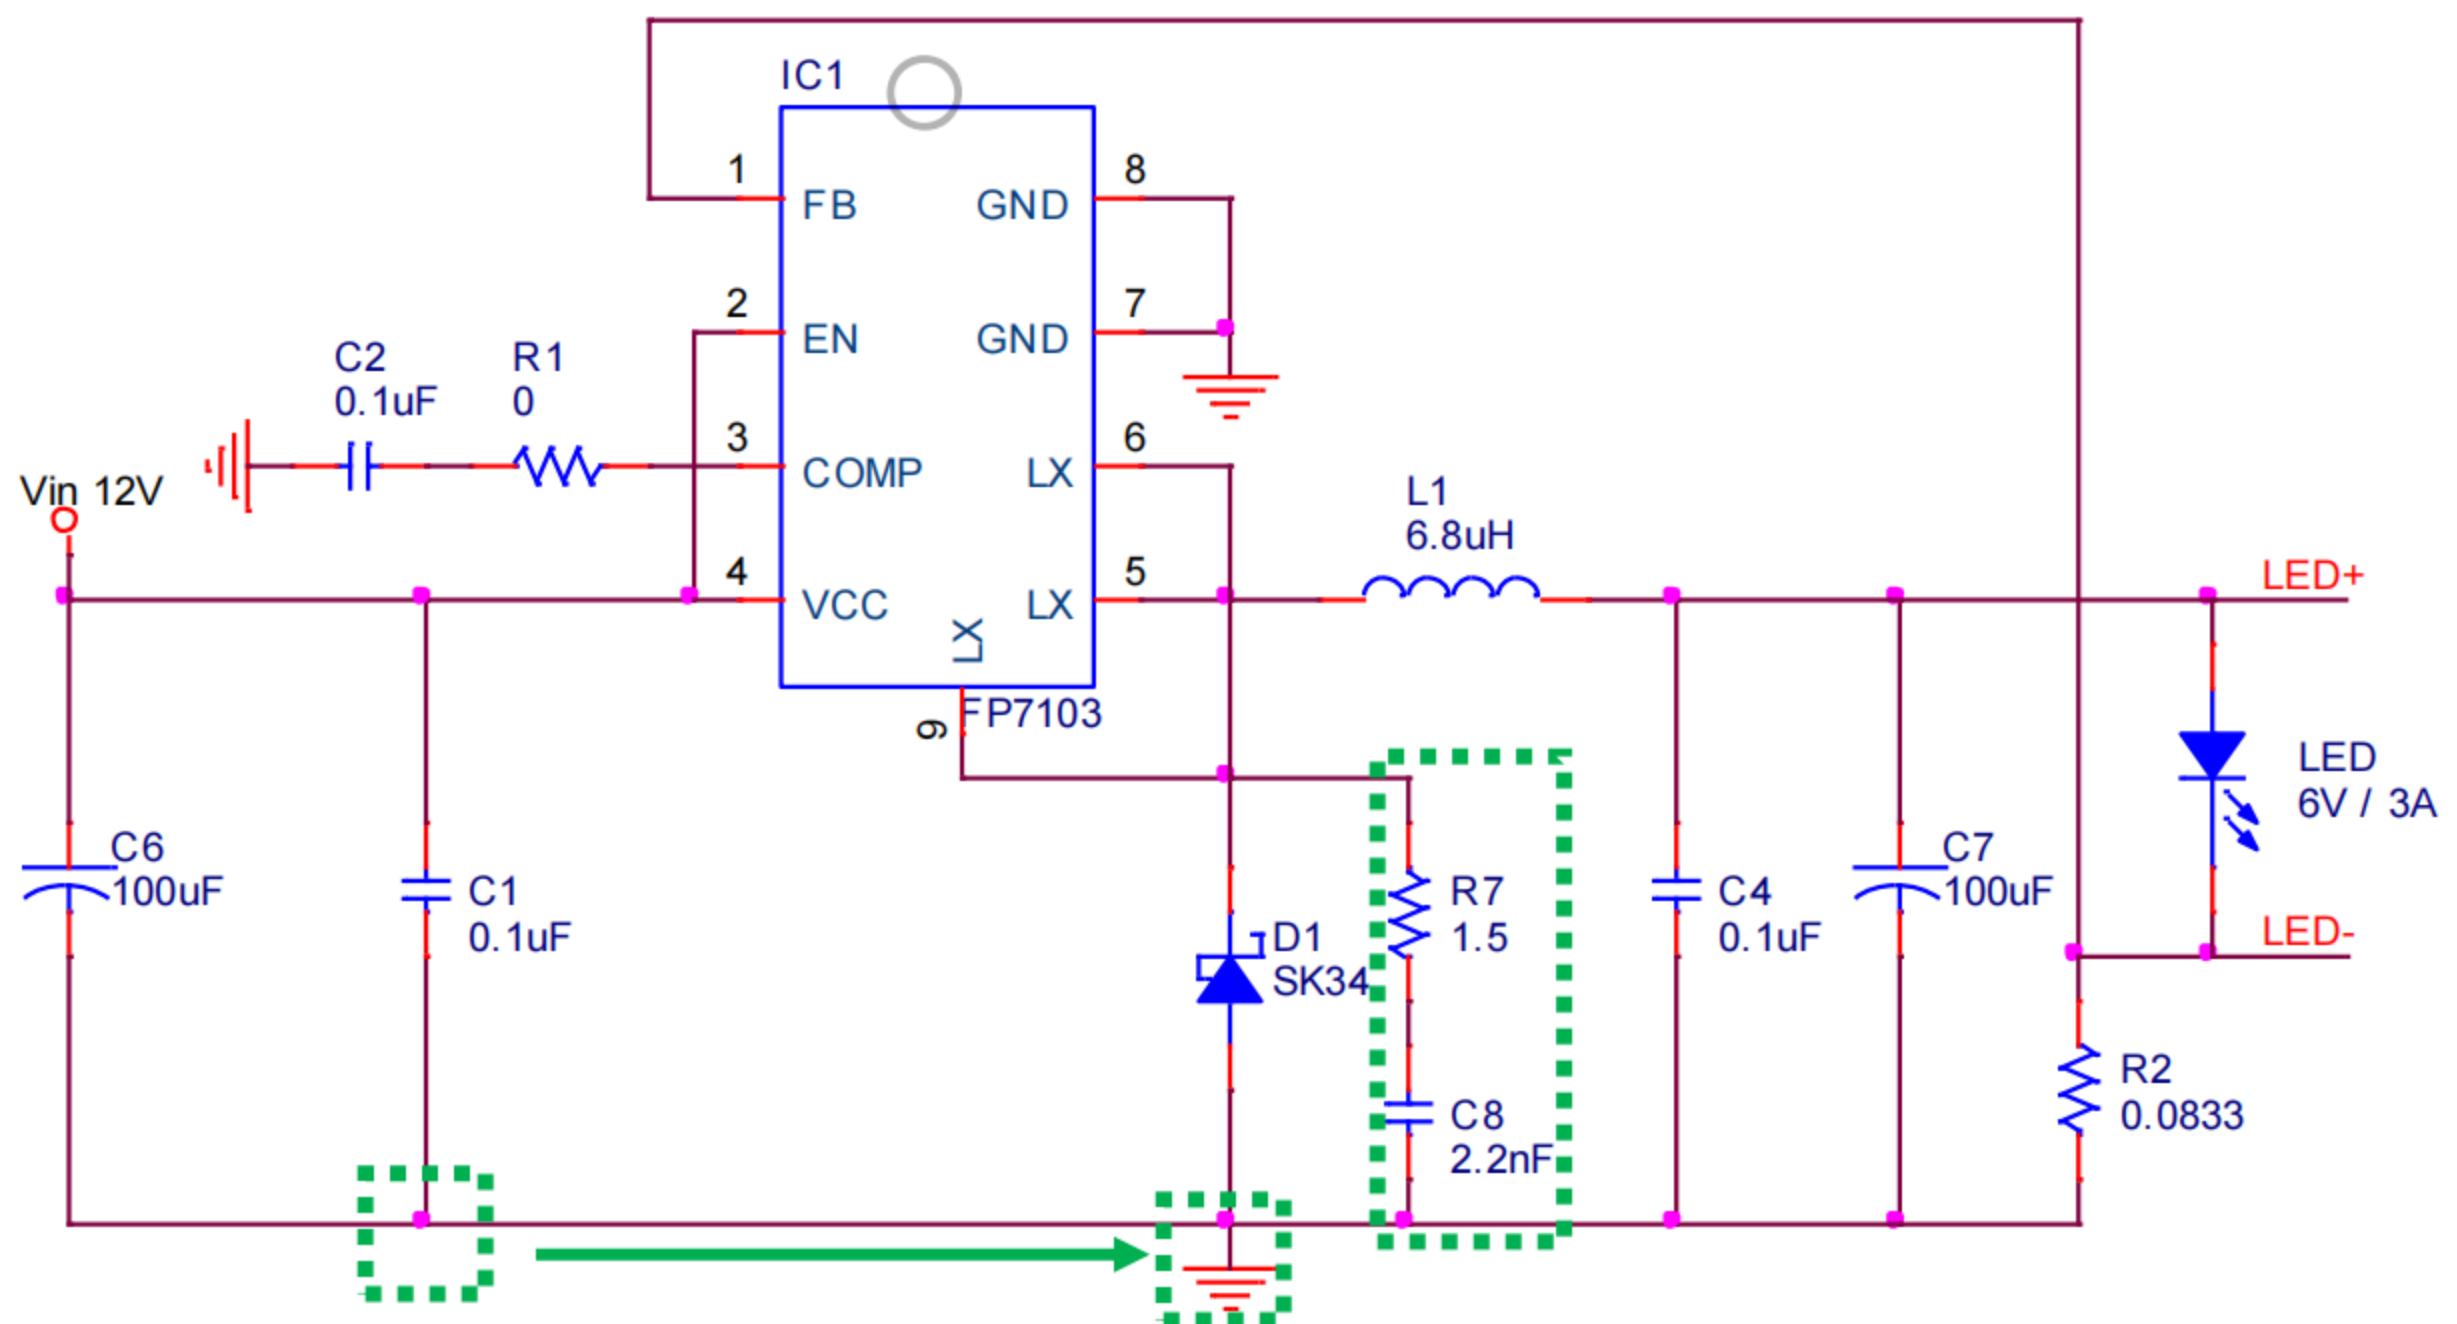 IC1
1
FB
GND
8
2
EN
GND
7
C2
0.1uF
R1
0
3
COMP
LX
6
Vin 12V
4
VCC
LX
5
LX
9
FP7103
L1
6.8uH
LED+
LED
6V / 3A
LED-
C6
100uF
C1
0.1uF
D1
SK34
R7
1.5
C8
2.2nF
C4
0.1uF
C7
100uF
R2
0.0833